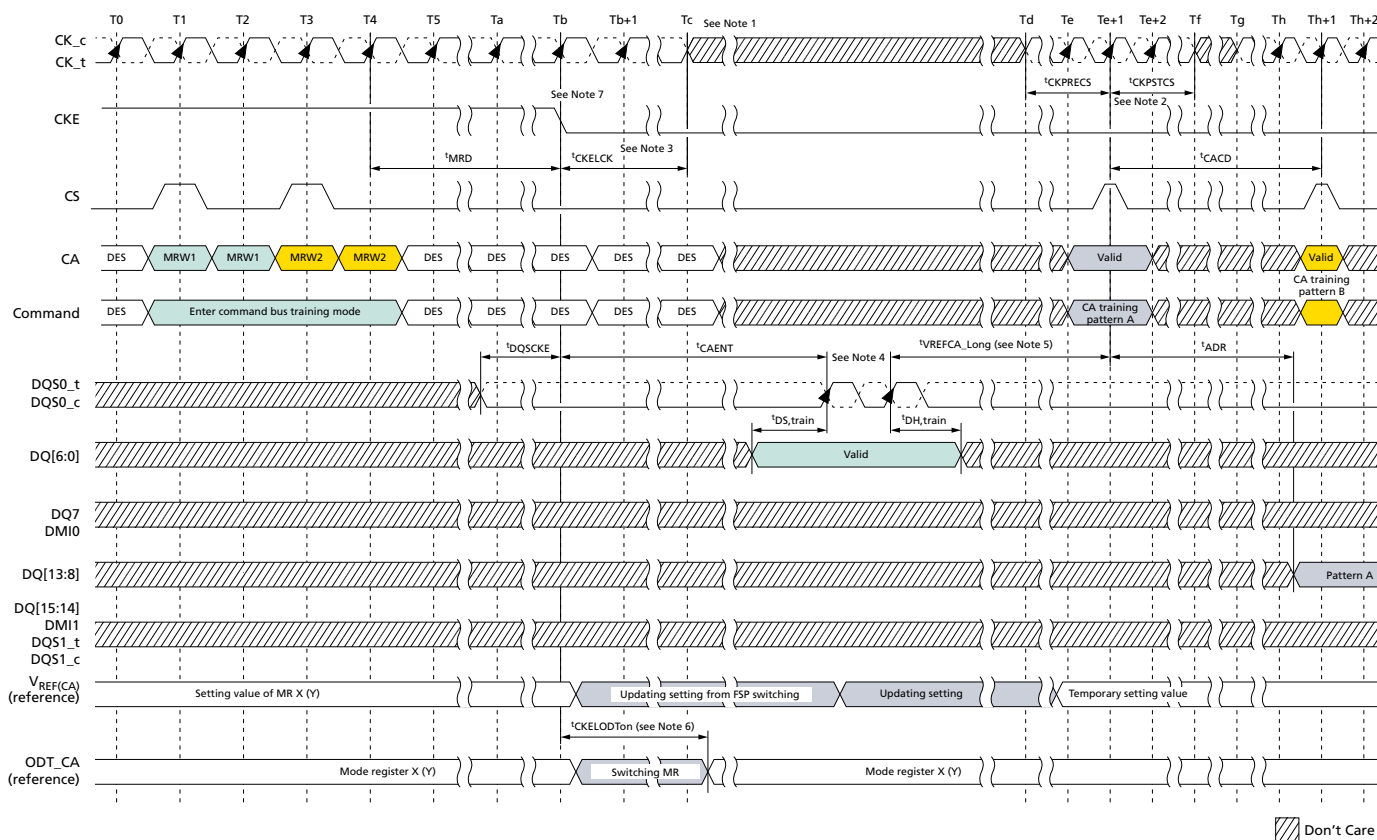 T0 T1 T2 T3 T4 T5 Ta Tb Tb+1 Tc See Note 1 Td Te Te+1 Te+2 Tf Tg Th Th+1 Th+2
CK_c
CK_t
tCKPRECS tCKPSTCS
See Note 7 See Note 2
CKE
See Note 3
tMRD tCKELCK tCACD
CS
CA DES MRW1 MRW1 MRW2 MRW2 DES DES DES DES DES Valid Valid
CA training
pattern B
Command DES Enter command bus training mode DES DES DES DES DES CA training
pattern A
tDQSCKE tCAENT See Note 4 tVREFCA_Long (see Note 5) tADR
DQS0_t
DQS0_c
tDS,train tDH,train
DQ[6:0] Valid
DQ7
DMI0
DQ[13:8] Pattern A
DQ[15:14]
DMI1
DQS1_t
DQS1_c
VREF(CA)
(reference) Setting value of MR X (Y) Updating setting from FSP switching Updating setting Temporary setting value
tCKELODTon (see Note 6)
ODT_CA
(reference) Mode register X (Y) Switching MR Mode register X (Y)
Don't Care